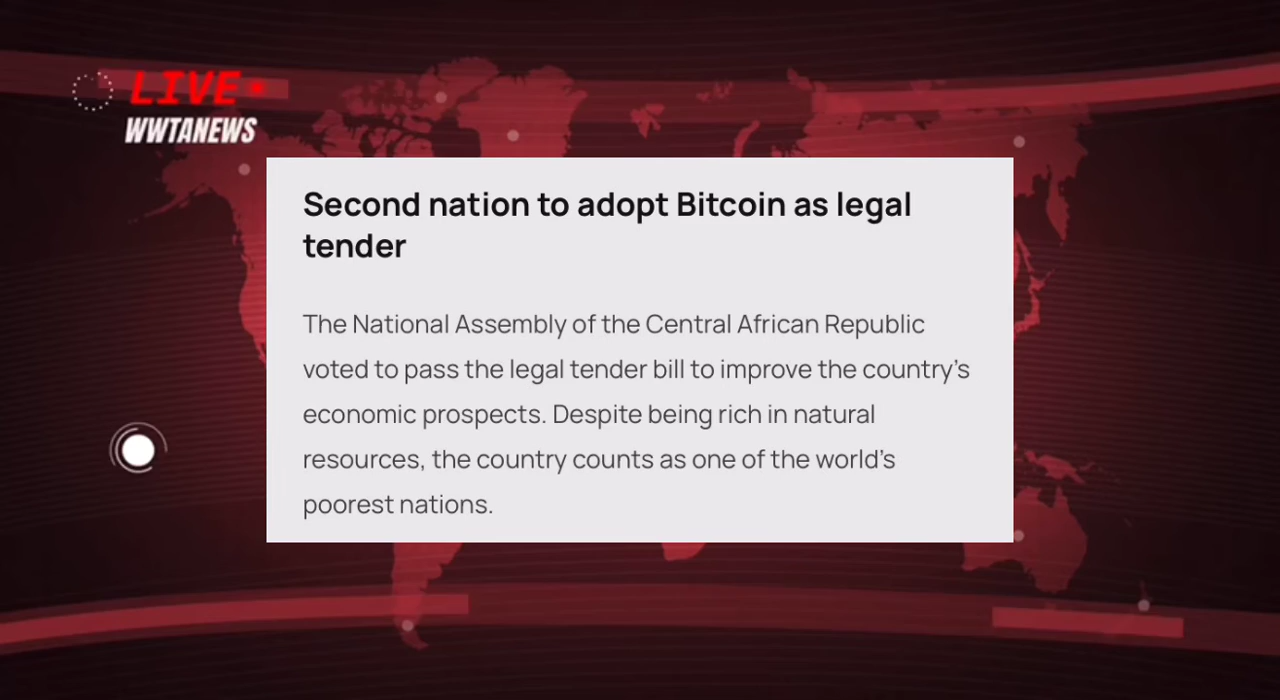 LIVE
WWTANEWS
Second nation to adopt Bitcoin as legal
tender
The National Assembly of the Central African Republic
voted to pass the legal tender bill to improve the country’s
economic prospects. Despite being rich in natural
resources, the country counts as one of the world’s
poorest nations.